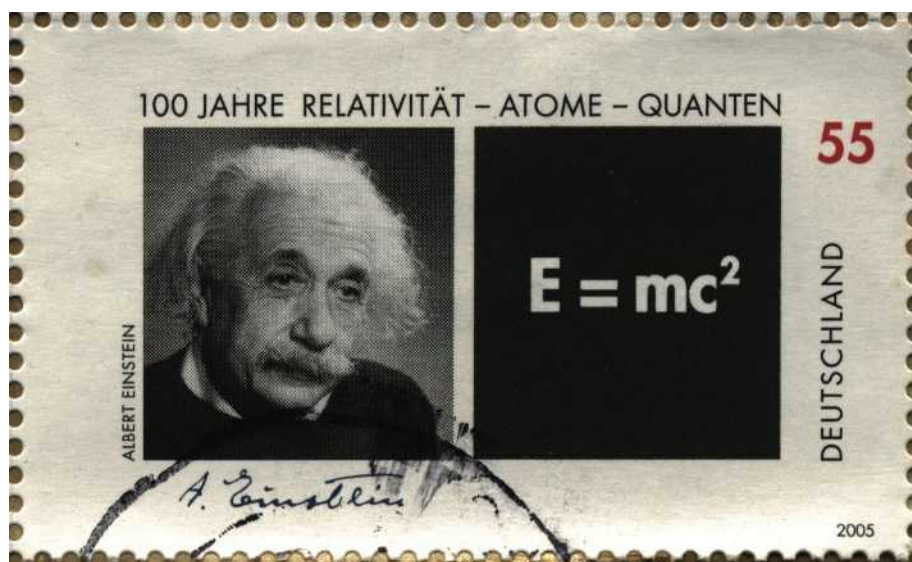 100 JAHRE RELATIVITÄT – ATOME – QUANTEN
55
E = mc²
ALBERT EINSTEIN
DEUTSCHLAND
A. Einstein
2005